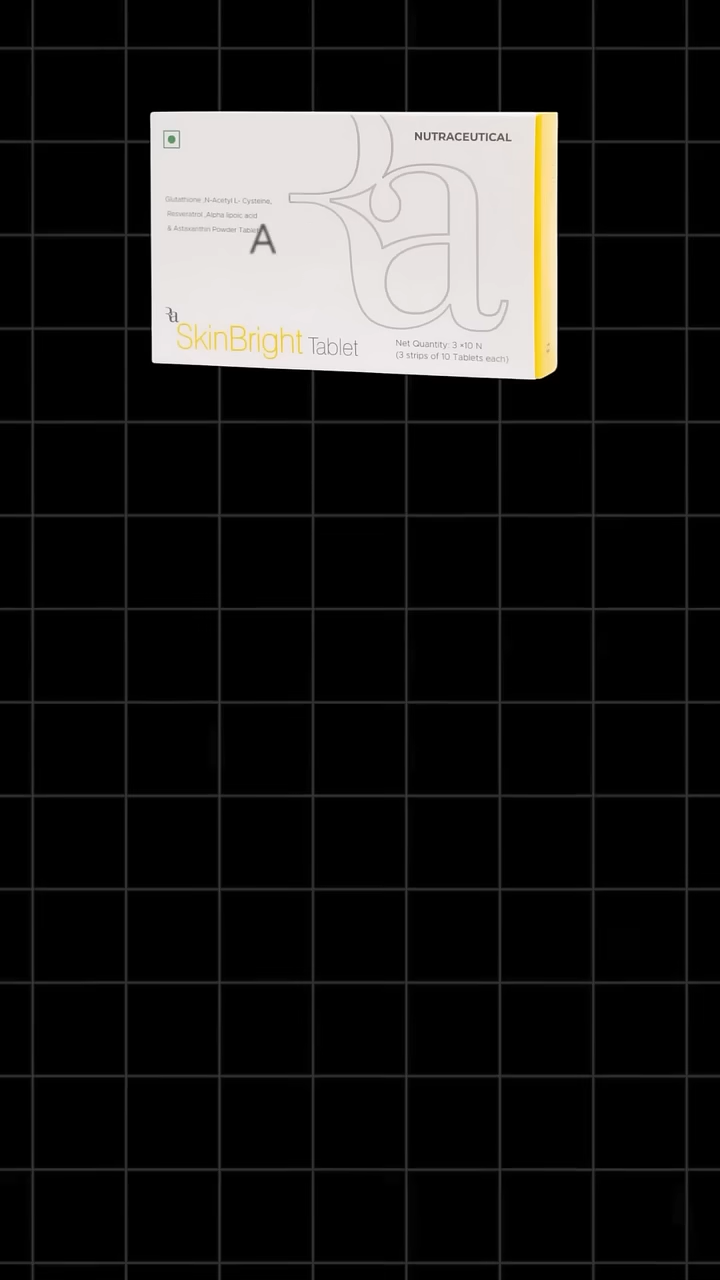 NUTRACEUTICAL
Glutathione ,N-Acetyl L- Cysteine,
Resveratrol ,Alpha lipoic acid
& Astaxanthin Powder Tablet
A
Ra
SkinBright Tablet
Net Quantity: 3 *10 N
(3 strips of 10 Tablets each)